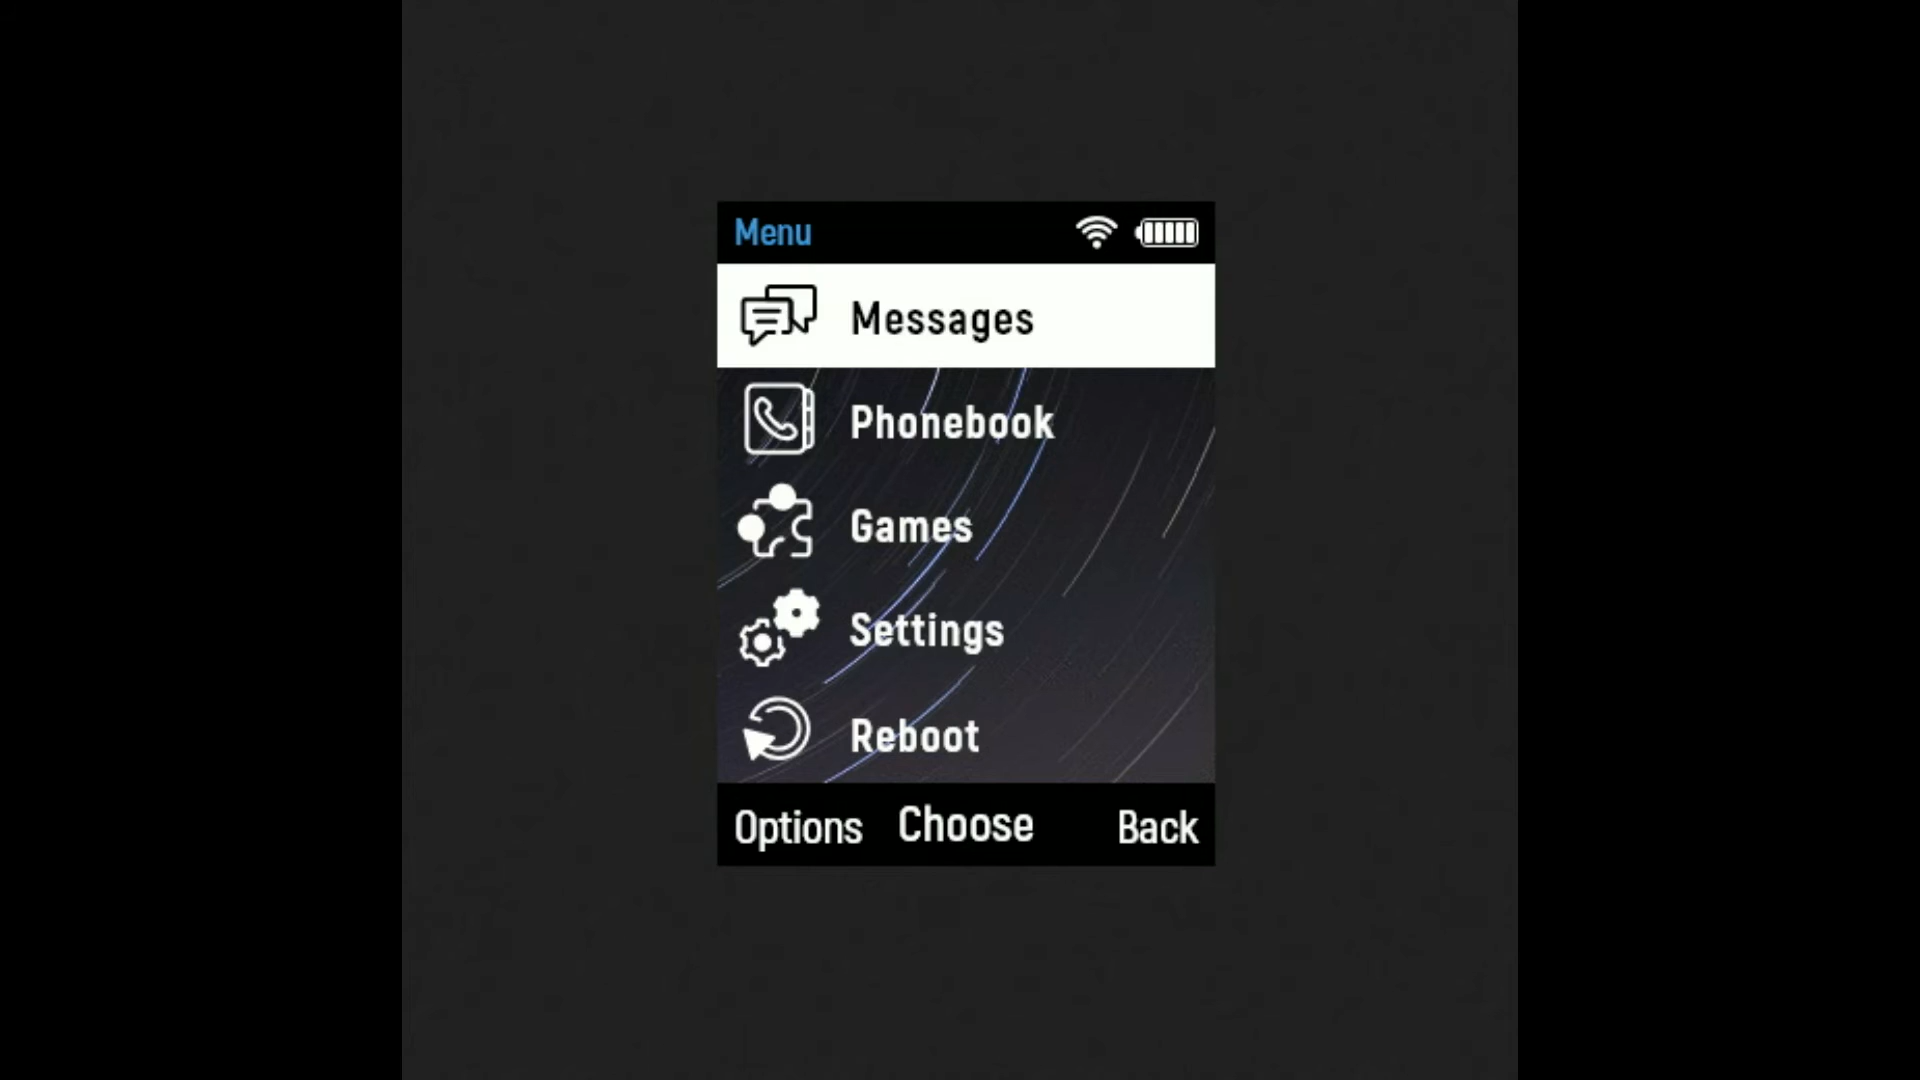 Menu
Messages
Phonebook
Games
Settings
Reboot
Options Choose Back